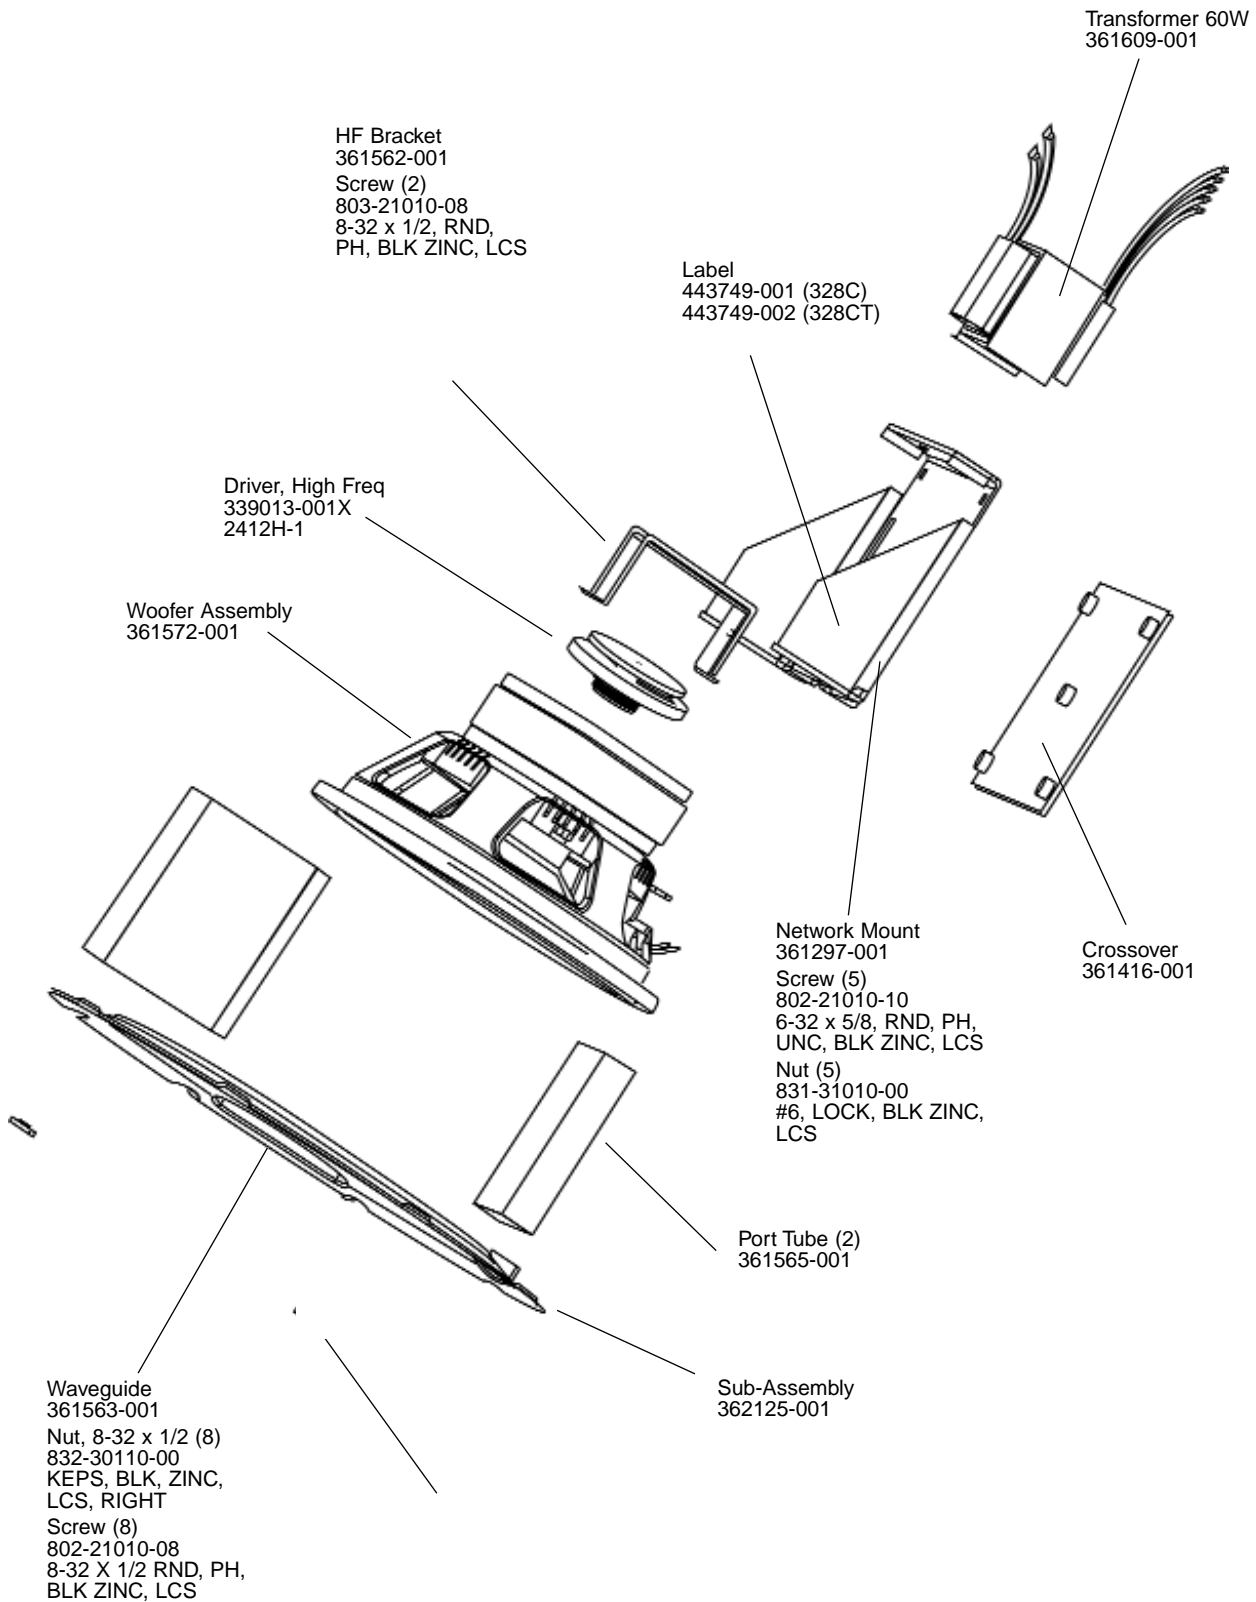 Transformer 60W
361609-001
HF Bracket
361562-001
Screw (2)
803-21010-08
8-32 x 1/2, RND,
PH, BLK ZINC, LCS
Label
443749-001 (328C)
443749-002 (328CT)
Driver, High Freq
339013-001X
2412H-1
Woofer Assembly
361572-001
Network Mount
361297-001
Screw (5)
802-21010-10
6-32 x 5/8, RND, PH,
UNC, BLK ZINC, LCS
Nut (5)
831-31010-00
#6, LOCK, BLK ZINC,
LCS
Crossover
361416-001
Port Tube (2)
361565-001
Sub-Assembly
362125-001
Waveguide
361563-001
Nut, 8-32 x 1/2 (8)
832-30110-00
KEPS, BLK, ZINC,
LCS, RIGHT
Screw (8)
802-21010-08
8-32 X 1/2 RND, PH,
BLK ZINC, LCS